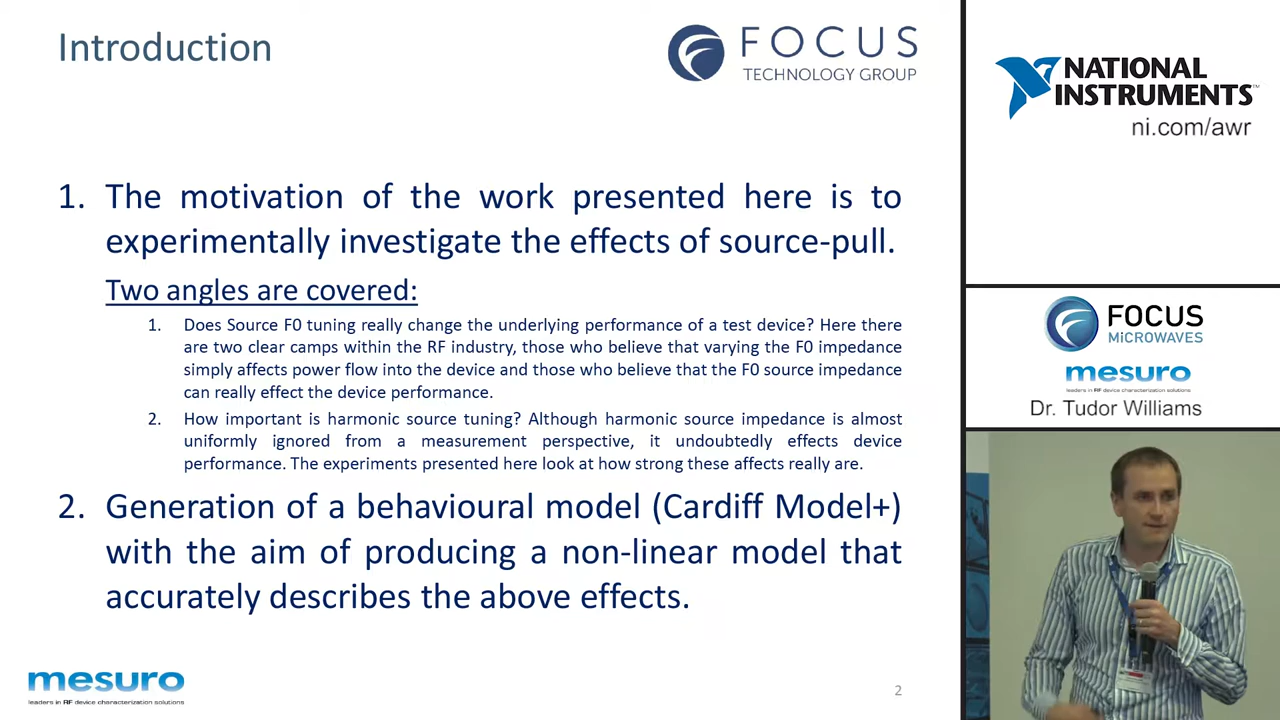 Introduction
FOCUS
TECHNOLOGY GROUP
1. The motivation of the work presented here is to
experimentally investigate the effects of source-pull.
Two angles are covered:
1. Does Source F0 tuning really change the underlying performance of a test device? Here there
are two clear camps within the RF industry, those who believe that varying the F0 impedance
simply affects power flow into the device and those who believe that the F0 source impedance
can really effect the device performance.
2. How important is harmonic source tuning? Although harmonic source impedance is almost
uniformly ignored from a measurement perspective, it undoubtedly effects device
performance. The experiments presented here look at how strong these affects really are.
2. Generation of a behavioural model (Cardiff Model+)
with the aim of producing a non-linear model that
accurately describes the above effects.
mesuro
leaders in RF device characterization solutions
2
NATIONAL
INSTRUMENTS™
ni.com/awr
FOCUS
MiCROWAVES
mesuro
leaders in RF device characterization solutions
Dr. Tudor Williams